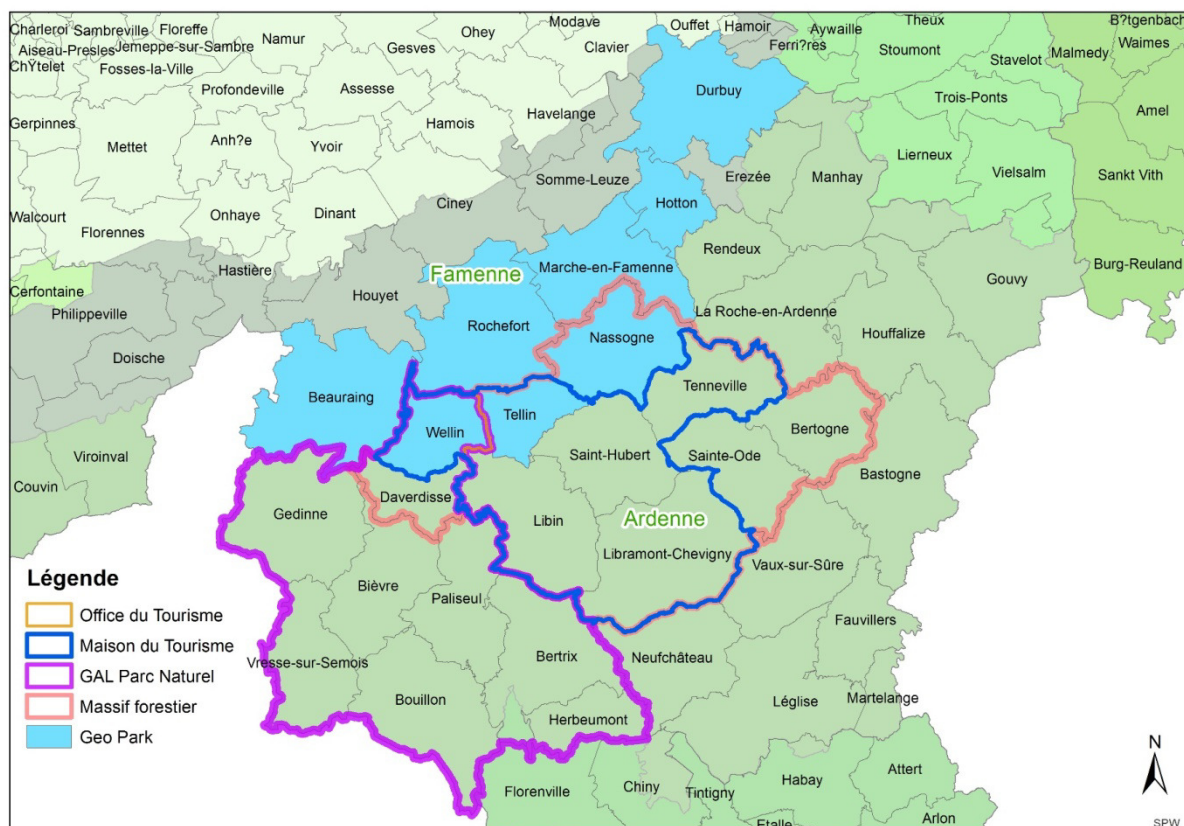 Charleroi
Sambreville
Floreffe
Namur
Modave
Ouffet
Hamoir
Aywaille
Theux
B?tgenbach
Aiseau-Presles
Jemeppe-sur-Sambre
Gesves
Ohey
Clavier
Ferri?res
Stoumont
Stavelot
Malmedy
Waimes
ChŸtelet
Fosses-la-Ville
Profondeville
Assesse
Havelange
Durbuy
Trois-Ponts
Amel
Gerpinnes
Mettet
Anh?e
Yvoir
Hamois
Lierneux
Vielsalm
Sankt Vith
Somme-Leuze
Erezée
Manhay
Walcourt
Florennes
Onhaye
Dinant
Ciney
Hotton
Rendeux
Gouvy
Burg-Reuland
Cerfontaine
Hastière
Houyet
Famenne
Marche-en-Famenne
Philippeville
Rochefort
Nassogne
La Roche-en-Ardenne
Houffalize
Doische
Beauraing
Tellin
Tenneville
Wellin
Bertogne
Viroinval
Saint-Hubert
Sainte-Ode
Bastogne
Couvin
Daverdisse
Gedinne
Libin
Ardenne
Libramont-Chevigny
Vaux-sur-Sûre
Bièvre
Paliseul
Fauvillers
Vresse-sur-Semois
Bertrix
Neufchâteau
Bouillon
Herbeumont
Léglise
Martelange
Florenville
Chiny
Tintigny
Habay
Attert
Etalle
Arlon
Légende
Office du Tourisme
Maison du Tourisme
GAL Parc Naturel
Massif forestier
Geo Park
N
SPW